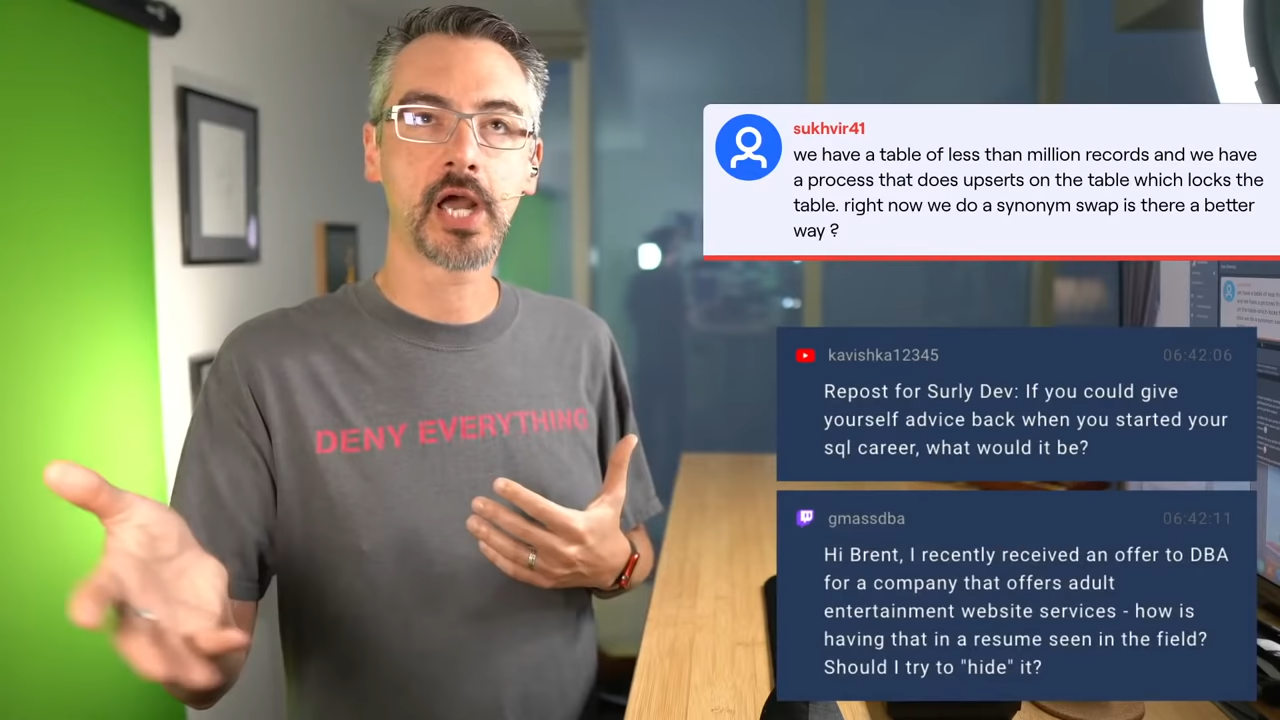 DENY EVERYTHING
sukhvir41
we have a table of less than million records and we have
a process that does upserts on the table which locks the
table. right now we do a synonym swap is there a better
way ?
kavishka12345 06:42:06
Repost for Surly Dev: If you could give
yourself advice back when you started your
sql career, what would it be?
gmassdba 06:42:11
Hi Brent, I recently received an offer to DBA
for a company that offers adult
entertainment website services - how is
having that in a resume seen in the field?
Should I try to "hide" it?